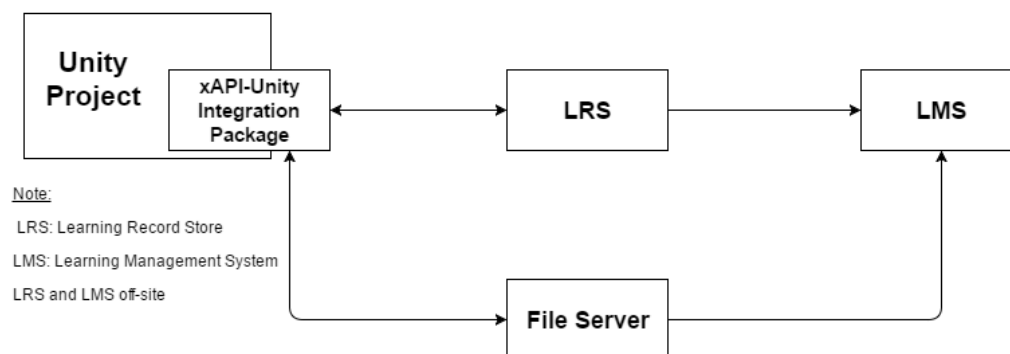 Unity
Project
xAPI-Unity
Integration
Package
LRS
LMS
Note:
LRS: Learning Record Store
LMS: Learning Management System
LRS and LMS off-site
File Server